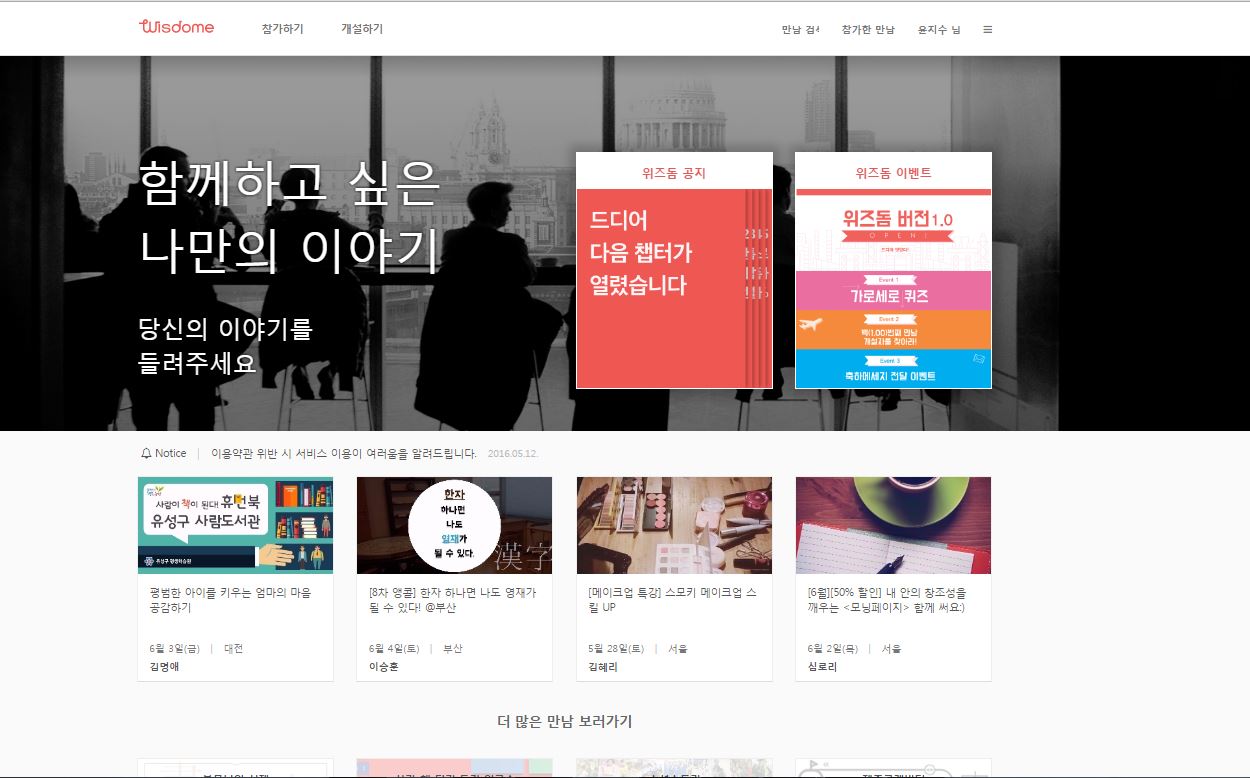 Wisdome
참가하기
개설하기
만남 검색
참가한 만남
윤지수 님
함께하고 싶은
나만의 이야기
당신의 이야기를
들려주세요
위즈돔 공지
드디어
다음 챕터가
열렸습니다
위즈돔 이벤트
위즈돔 버전1.0
OPEN!
Event 1
가로세로 퀴즈
Event 2
백(1.00)번째 만남
개설자를 찾아라!
Event 3
축하메세지 전달 이벤트
Notice | 이용약관 위반 시 서비스 이용이 어려움을 알려드립니다. 2016.05.12.
사람이 책이 된다! 휴먼북
유성구 사람도서관
유성구 평생학습원
평범한 아이를 키우는 엄마의 마음
공감하기
6월 3일(금) | 대전
김명애
한자
하나면
나도
일재가
될 수 있다.
漢字
[8차 앵콜] 한자 하나면 나도 영재가
될 수 있다! @부산
6월 4일(토) | 부산
이승훈
[메이크업 특강] 스모키 메이크업 스
킬 UP
5월 28일(토) | 서울
김혜리
[6월][50% 할인] 내 안의 창조성을
깨우는 <모닝페이지> 함께 써요:)
6월 2일(목) | 서울
심로리
더 많은 만남 보러가기